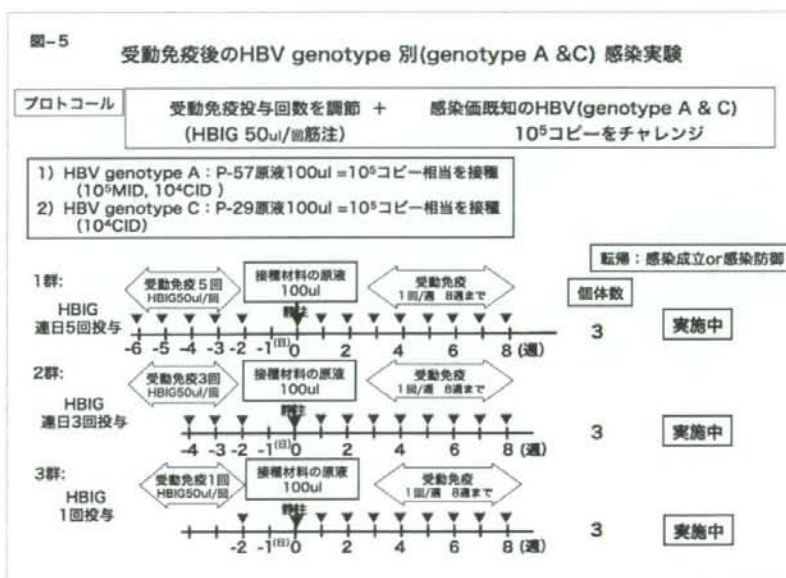 図-5
受動免疫後のHBV genotype 別(genotype A &C) 感染実験
プロトコール
受動免疫投与回数を調節 + 感染価既知のHBV(genotype A & C)
(HBIG 50ul/回筋注) 10⁵コピーをチャレンジ
1) HBV genotype A:P-57原液100ul =10⁵コピー相当を接種
(10⁵MID, 10⁴CID )
2) HBV genotype C:P-29原液100ul =10⁵コピー相当を接種
(10⁴CID)
転帰:感染成立or感染防御
1群:
受動免疫5回
HBIG50ul/回
接種材料の原液
100ul
静注
受動免疫
1回/週 8週まで
個体数
HBIG
連日5回投与
3
実施中
-6 -5 -4 -3 -2 -1(日) 0 2 4 6 8 (週)
2群:
受動免疫3回
HBIG50ul/回
接種材料の原液
100ul
静注
受動免疫
1回/週 8週まで
HBIG
連日3回投与
3
実施中
-4 -3 -2 -1(日) 0 2 4 6 8 (週)
3群:
受動免疫1回
HBIG50ul/回
接種材料の原液
100ul
静注
受動免疫
1回/週 8週まで
HBIG
1回投与
3
実施中
-2 -1(日) 0 2 4 6 8 (週)